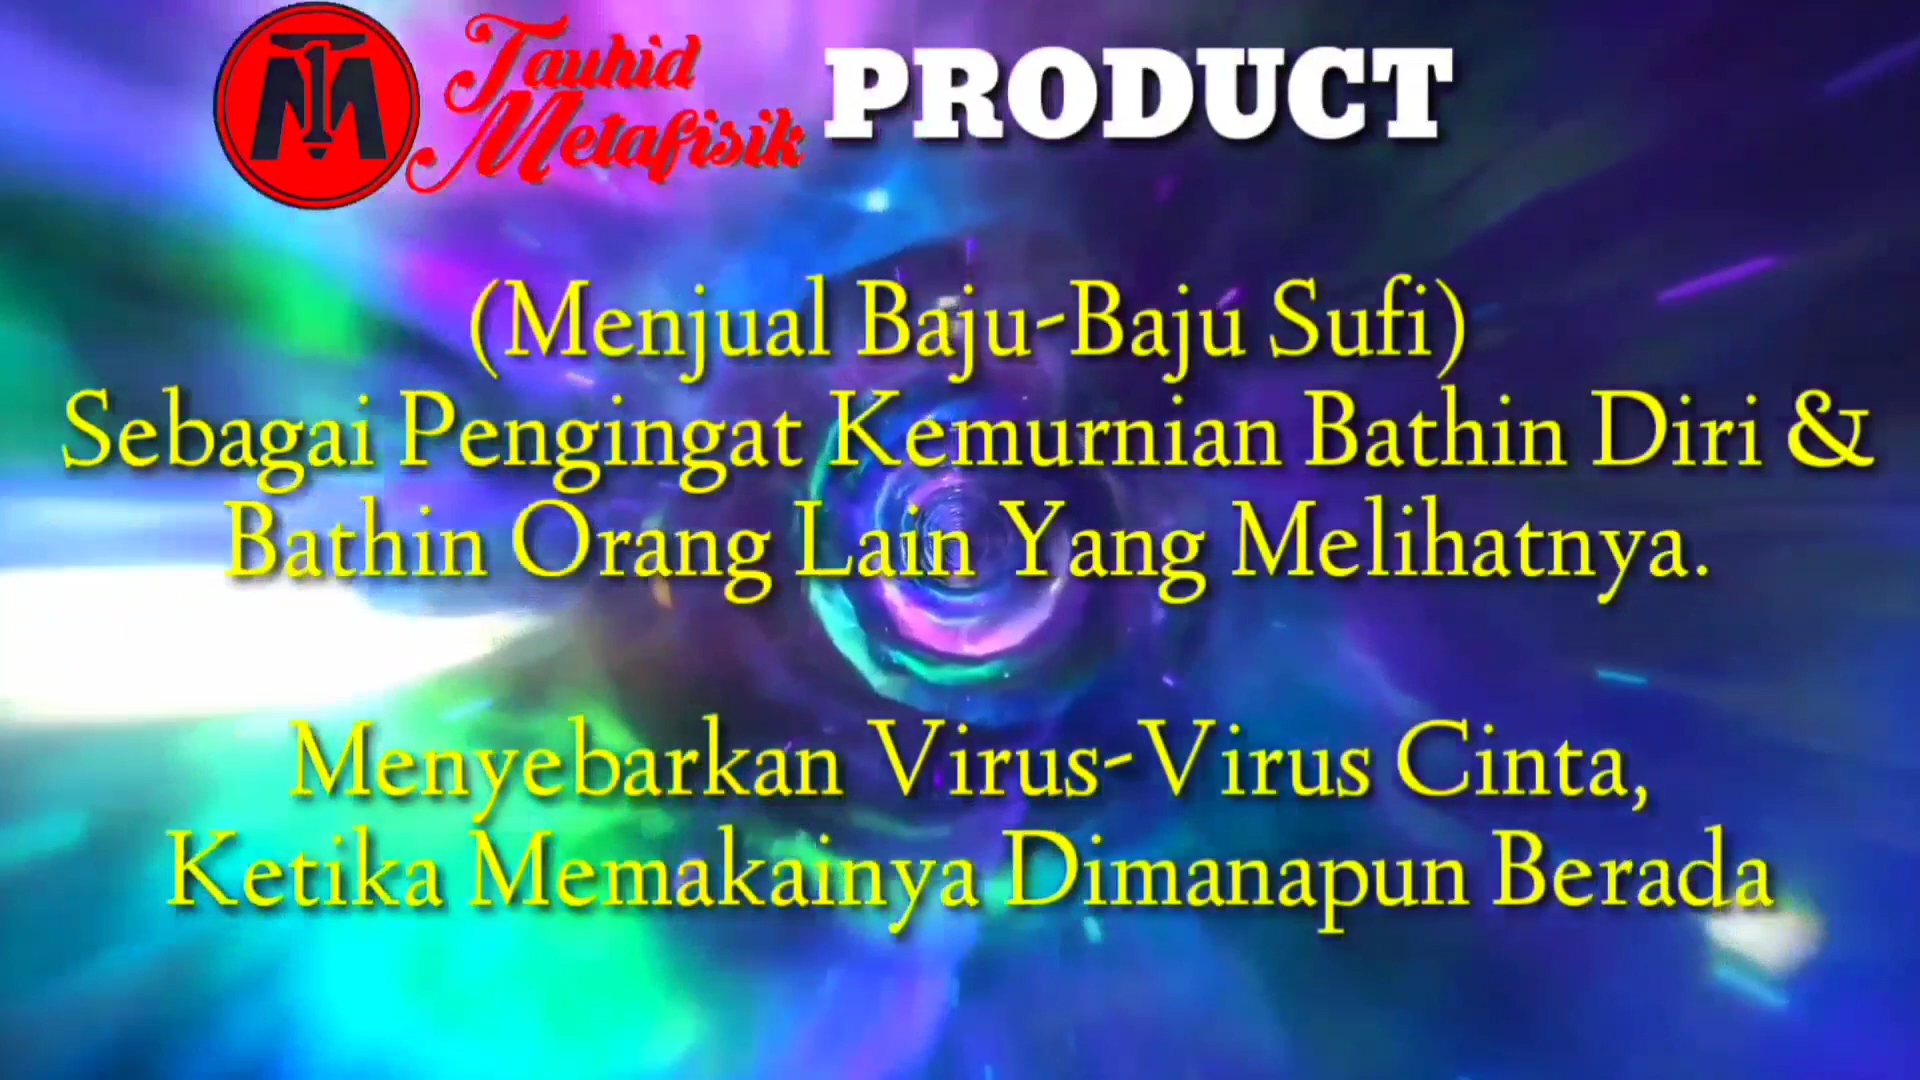 Tauhid
Metafisik
PRODUCT
(Menjual Baju-Baju Sufi)
Sebagai Pengingat Kemurnian Bathin Diri &
Bathin Orang Lain Yang Melihatnya.
Menyebarkan Virus-Virus Cinta,
Ketika Memakainya Dimanapun Berada